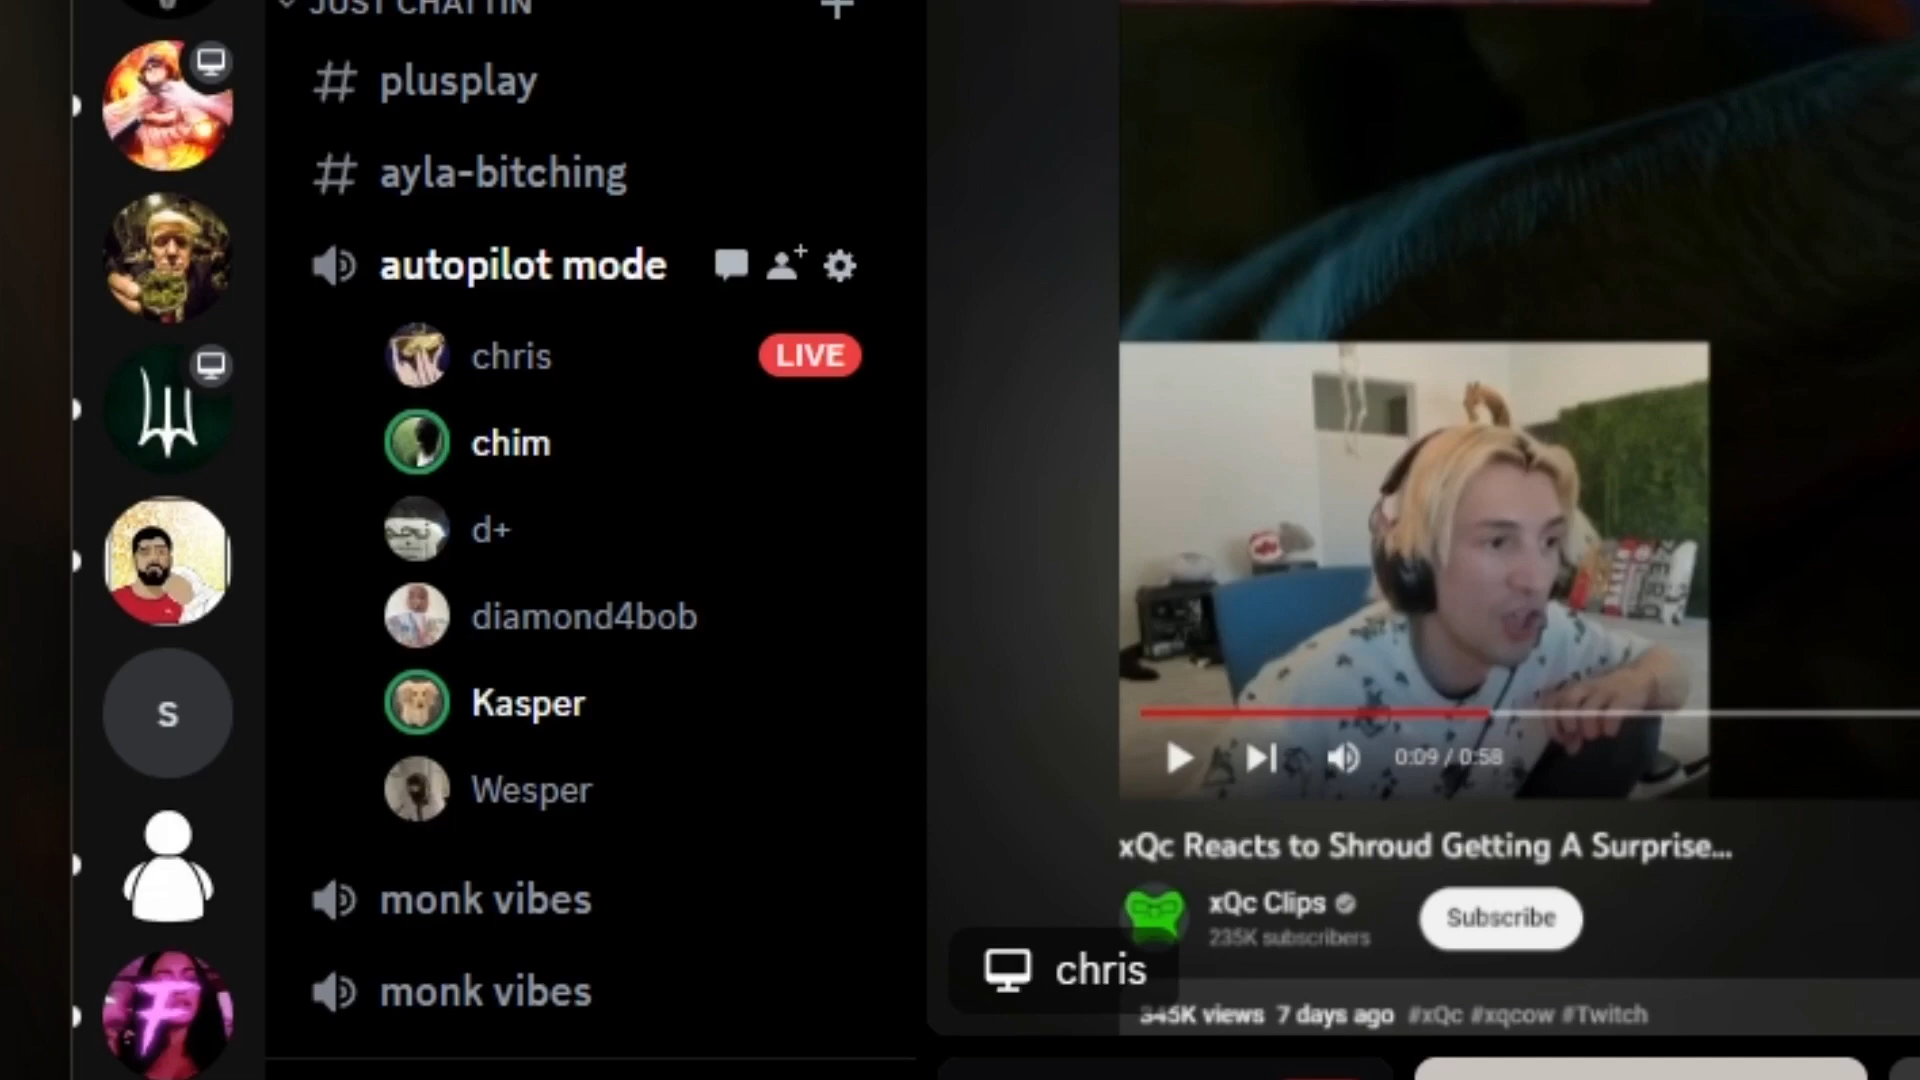 JUST CHATTIN
plusplay
ayla-bitching
autopilot mode
chris
LIVE
chim
d+
diamond4bob
Kasper
Wesper
monk vibes
monk vibes
S
0:09 / 0:58
xQc Reacts to Shroud Getting A Surprise...
xQc Clips
235K subscribers
Subscribe
chris
345K views 7 days ago #xQc #xqcow #Twitch